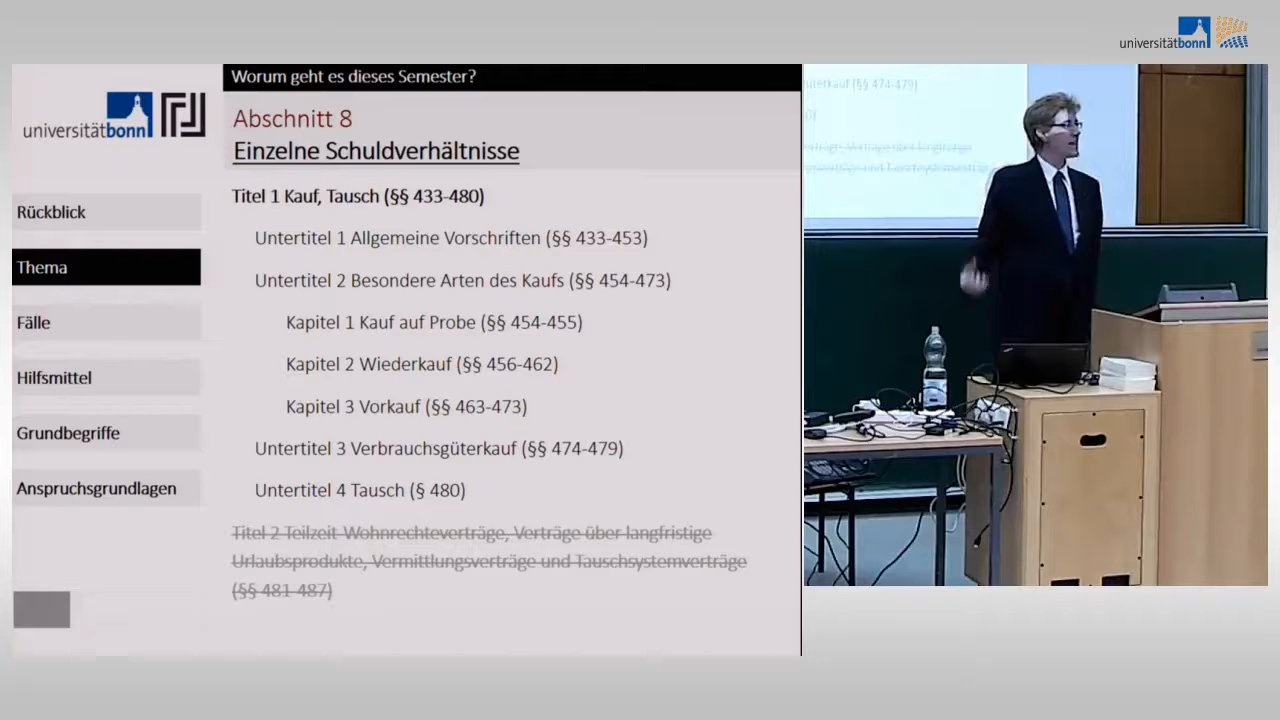 universitätbonn
Worum geht es dieses Semester?
universitätbonn
Abschnitt 8
Einzelne Schuldverhältnisse
Rückblick
Thema
Fälle
Hilfsmittel
Grundbegriffe
Anspruchsgrundlagen
Titel 1 Kauf, Tausch (§§ 433-480)
Untertitel 1 Allgemeine Vorschriften (§§ 433-453)
Untertitel 2 Besondere Arten des Kaufs (§§ 454-473)
Kapitel 1 Kauf auf Probe (§§ 454-455)
Kapitel 2 Wiederkauf (§§ 456-462)
Kapitel 3 Vorkauf (§§ 463-473)
Untertitel 3 Verbrauchsgüterkauf (§§ 474-479)
Untertitel 4 Tausch (§ 480)
Titel 2 Teilzeit-Wohnrechteverträge, Verträge über langfristige
Urlaubsprodukte, Vermittlungsverträge und Tauschsystemverträge
(§§ 481-487)
üterkauf (§§ 474-479)